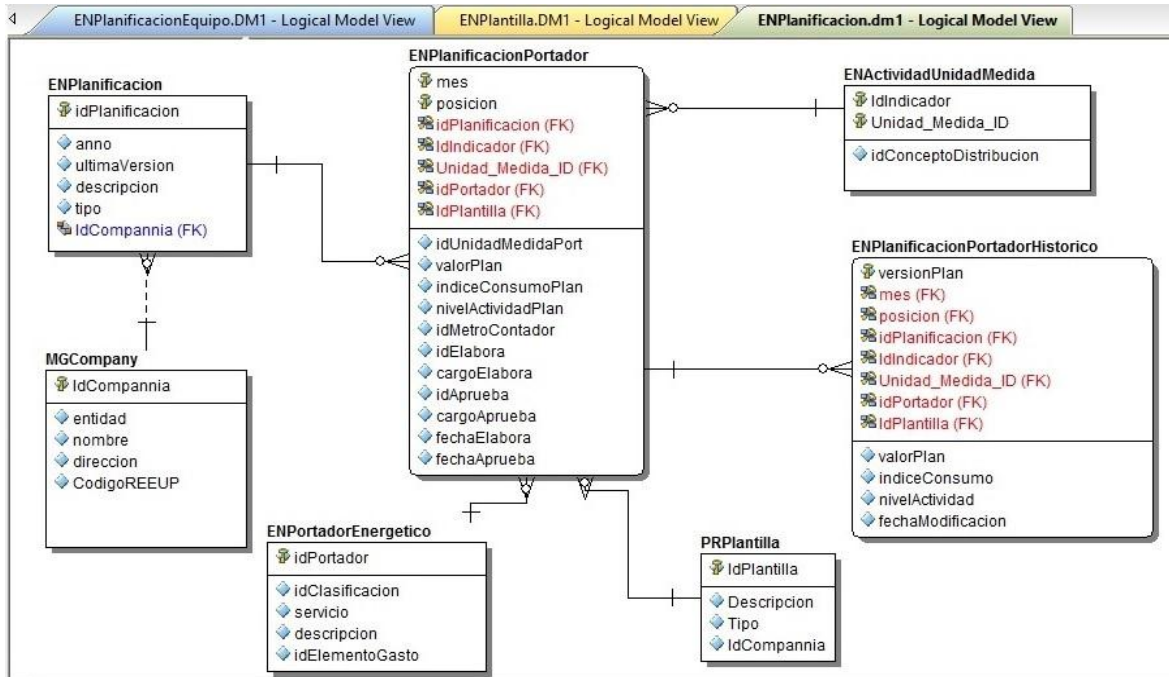 ENPlanificacionEquipo.DM1 - Logical Model View
ENPlantilla.DM1 - Logical Model View
ENPlanificacion.dm1 - Logical Model View
ENPlanificacion
idPlanificacion
anno
ultimaVersion
descripcion
tipo
IdCompannia (FK)
MGCompany
IdCompannia
entidad
nombre
direccion
CodigoREEUP
ENPlanificacionPortador
mes
posicion
idPlanificacion (FK)
IdIndicador (FK)
Unidad_Medida_ID (FK)
idPortador (FK)
IdPlantilla (FK)
idUnidadMedidaPort
valorPlan
indiceConsumoPlan
nivelActividadPlan
idMetroContador
idElabora
cargoElabora
idAprueba
cargoAprueba
fechaElabora
fechaAprueba
ENPortadorEnergetico
idPortador
idClasificacion
servicio
descripcion
idElementoGasto
ENActividadUnidadMedida
IdIndicador
Unidad_Medida_ID
idConceptoDistribucion
ENPlanificacionPortadorHistorico
versionPlan
mes (FK)
posicion (FK)
idPlanificacion (FK)
IdIndicador (FK)
Unidad_Medida_ID (FK)
idPortador (FK)
IdPlantilla (FK)
valorPlan
indiceConsumo
nivelActividad
fechaModificacion
PRPlantilla
IdPlantilla
Descripcion
Tipo
IdCompannia